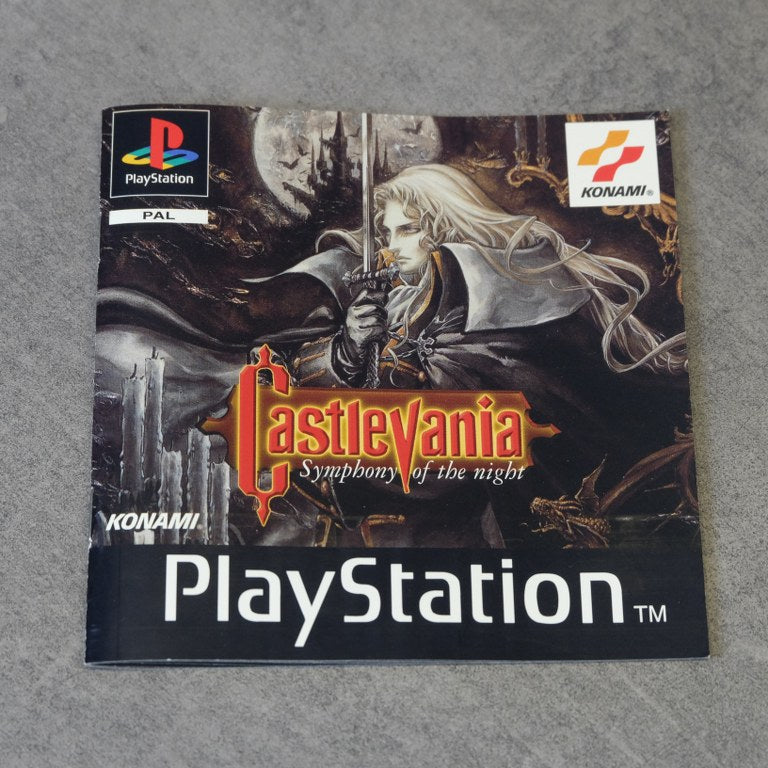 PlayStation
PAL
KONAMI®
Castlevania
Symphony of the night
KONAMI®
PlayStation™